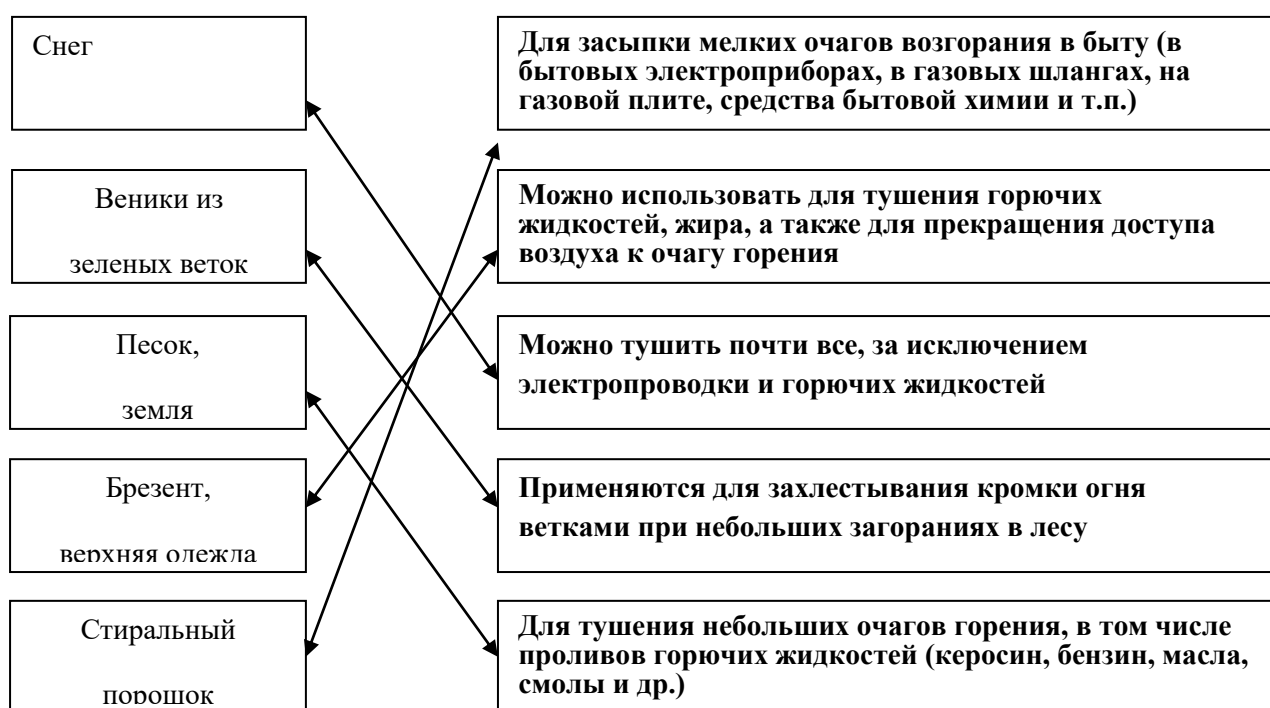 Снег
Для засыпки мелких очагов возгорания в быту (в
бытовых электроприборах, в газовых шлангах, на
газовой плите, средства бытовой химии и т.п.)
Веники из
зеленых веток
Можно использовать для тушения горючих
жидкостей, жира, а также для прекращения доступа
воздуха к очагу горения
Песок,
земля
Можно тушить почти все, за исключением
электропроводки и горючих жидкостей
Брезент,
верхняя одежда
Применяются для захлестывания кромки огня
ветками при небольших загораниях в лесу
Стиральный
порошок
Для тушения небольших очагов горения, в том числе
проливов горючих жидкостей (керосин, бензин, масла,
смолы и др.)